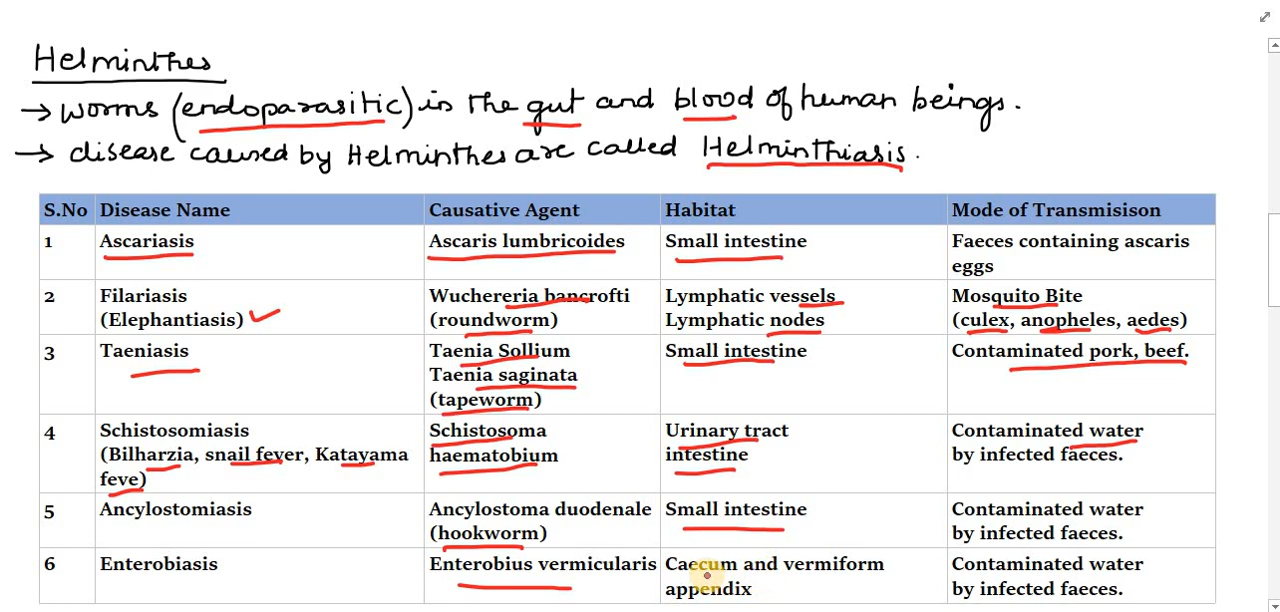 Helminthes
→ worms (endoparasitic) in the gut and blood of human beings.
→ disease caused by Helminthes are called Helminthiasis.
S.No Disease Name Causative Agent Habitat Mode of Transmisison
1 Ascariasis Ascaris lumbricoides Small intestine Faeces containing ascaris
eggs
2 Filariasis Wuchereria bancrofti Lymphatic vessels Mosquito Bite
(Elephantiasis) (roundworm) Lymphatic nodes (culex, anopheles, aedes)
3 Taeniasis Taenia Sollium Small intestine Contaminated pork, beef.
Taenia saginata
(tapeworm)
4 Schistosomiasis Schistosoma Urinary tract Contaminated water
(Bilharzia, snail fever, Katayama haematobium intestine by infected faeces.
feve)
5 Ancylostomiasis Ancylostoma duodenale Small intestine Contaminated water
(hookworm) by infected faeces.
6 Enterobiasis Enterobius vermicularis Caecum and vermiform Contaminated water
appendix by infected faeces.